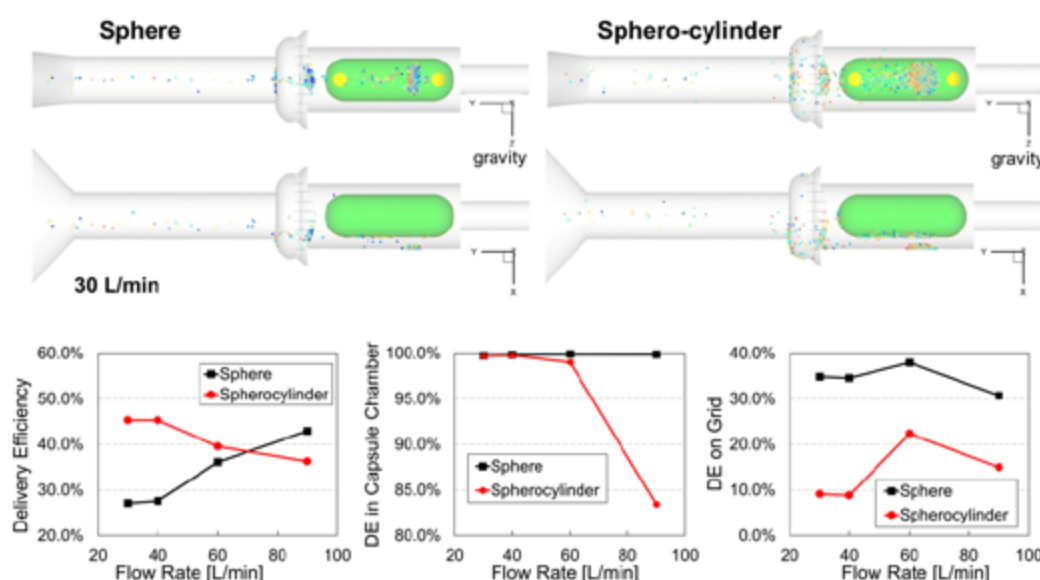 Sphere
Sphero-cylinder
Y
X
Z
gravity
Y
X
Z
gravity
Y
X
Y
X
30 L/min
60.0%
50.0%
40.0%
30.0%
20.0%
Delivery Efficiency
Sphere
Spherocylinder
20 40 60 80 100
Flow Rate [L/min]
100.0%
95.0%
90.0%
85.0%
80.0%
DE in Capsule Chamber
Sphere
Spherocylinder
20 40 60 80 100
Flow Rate [L/min]
40.0%
30.0%
20.0%
10.0%
0.0%
DE on Grid
Sphere
Spherocylinder
20 40 60 80 100
Flow Rate [L/min]